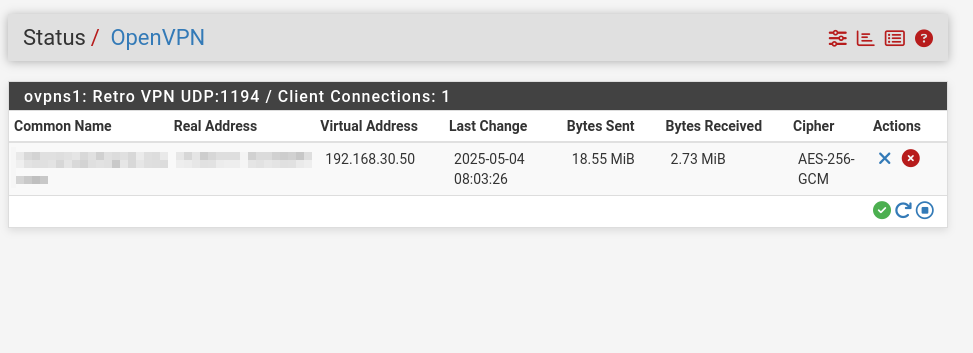 Status / OpenVPN
ovpns1: Retro VPN UDP:1194 / Client Connections: 1
Common Name Real Address Virtual Address Last Change Bytes Sent Bytes Received Cipher Actions
192.168.30.50 2025-05-04 18.55 MiB 2.73 MiB AES-256-
08:03:26 GCM